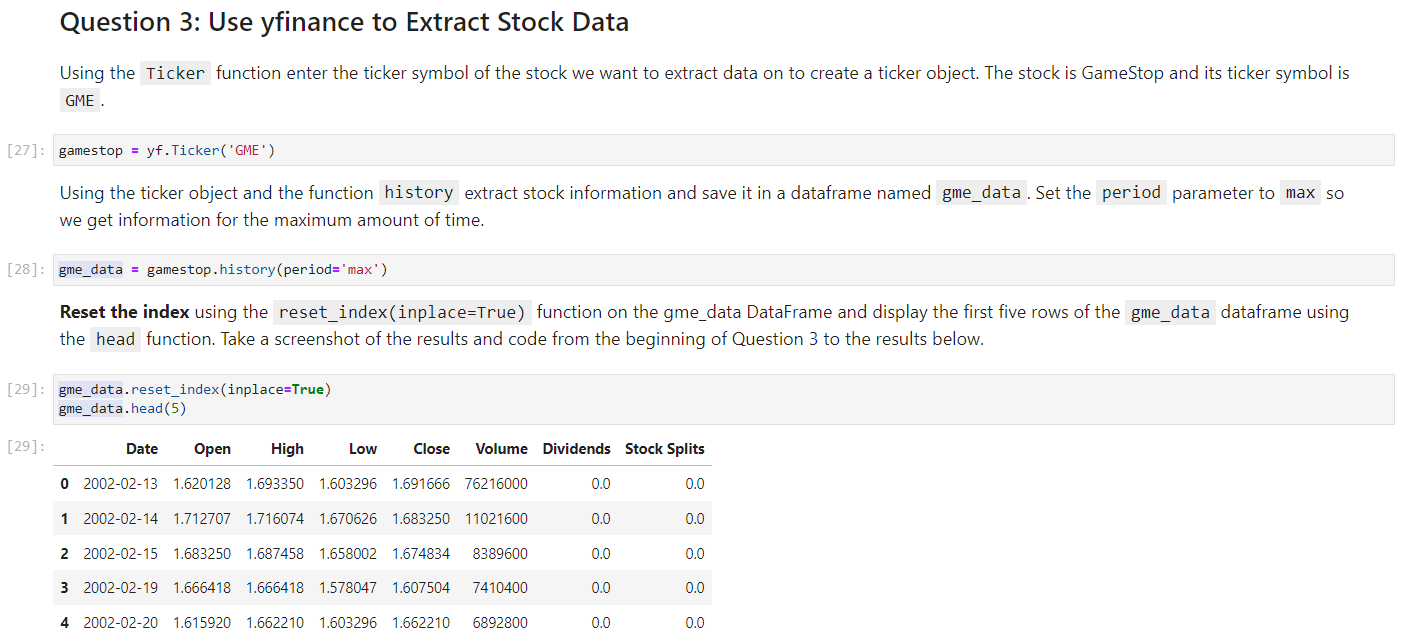 Question 3: Use yfinance to Extract Stock Data
Using the Ticker function enter the ticker symbol of the stock we want to extract data on to create a ticker object. The stock is GameStop and its ticker symbol is
GME .
[27]: gamestop = yf.Ticker('GME')
Using the ticker object and the function history extract stock information and save it in a dataframe named gme_data . Set the period parameter to max so
we get information for the maximum amount of time.
[28]: gme_data = gamestop.history(period='max')
Reset the index using the reset_index(inplace=True) function on the gme_data DataFrame and display the first five rows of the gme_data dataframe using
the head function. Take a screenshot of the results and code from the beginning of Question 3 to the results below.
[29]: gme_data.reset_index(inplace=True)
gme_data.head(5)
[29]: Date Open High Low Close Volume Dividends Stock Splits
0 2002-02-13 1.620128 1.693350 1.603296 1.691666 76216000 0.0 0.0
1 2002-02-14 1.712707 1.716074 1.670626 1.683250 11021600 0.0 0.0
2 2002-02-15 1.683250 1.687458 1.658002 1.674834 8389600 0.0 0.0
3 2002-02-19 1.666418 1.666418 1.578047 1.607504 7410400 0.0 0.0
4 2002-02-20 1.615920 1.662210 1.603296 1.662210 6892800 0.0 0.0